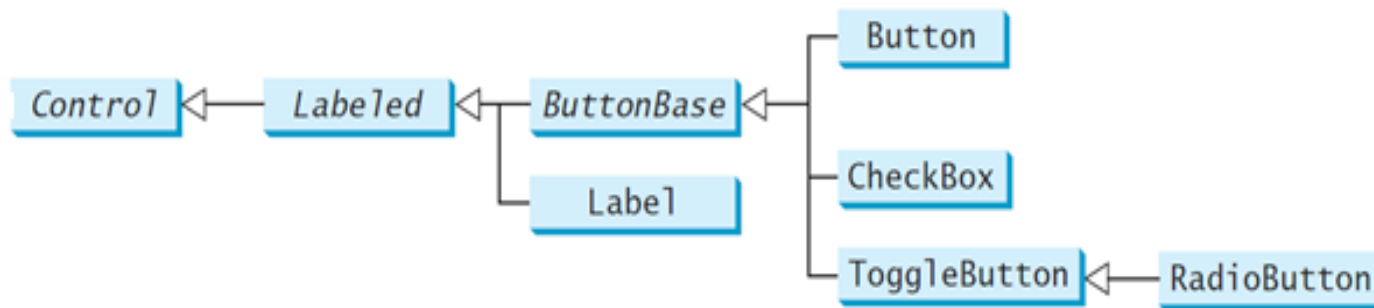 Control
Labeled
ButtonBase
Label
Button
CheckBox
ToggleButton
RadioButton